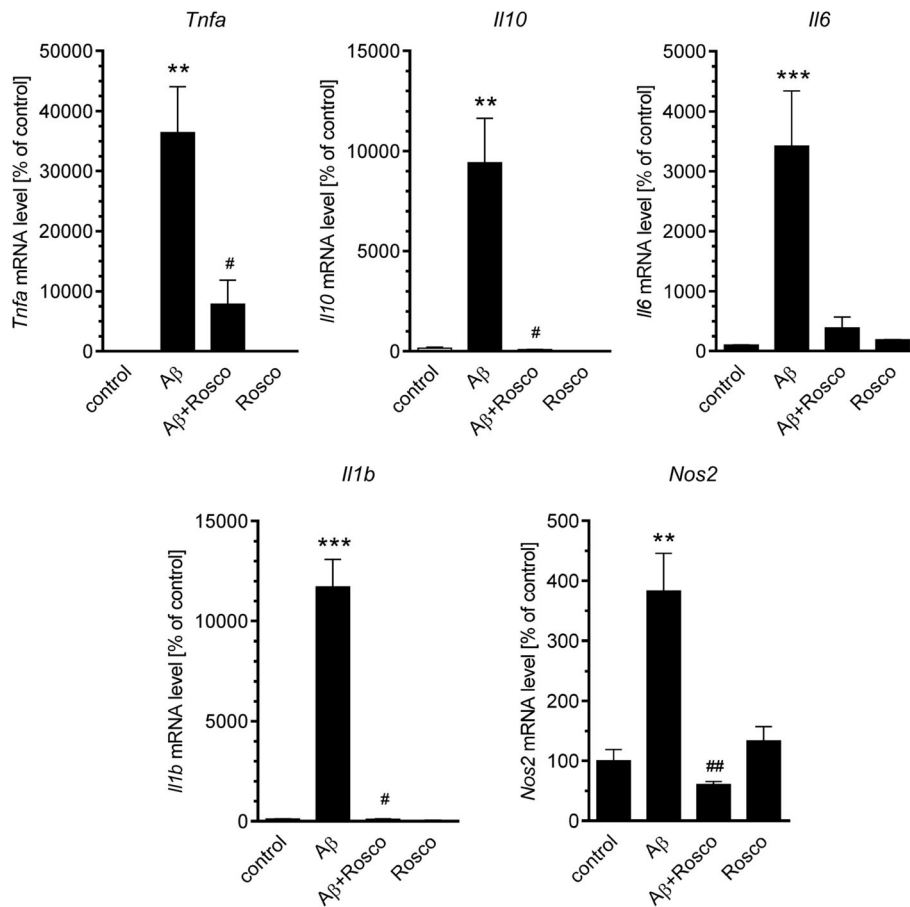 Tnfa
Tnfa mRNA level [% of control]
50000
40000
30000
20000
10000
0
**
#
control
Aβ
Aβ+Rosco
Rosco
Il10
Il10 mRNA level [% of control]
15000
10000
5000
0
**
#
control
Aβ
Aβ+Rosco
Rosco
Il6
Il6 mRNA level [% of control]
5000
4000
3000
2000
1000
0
***
control
Aβ
Aβ+Rosco
Rosco
Il1b
Il1b mRNA level [% of control]
15000
10000
5000
0
***
#
control
Aβ
Aβ+Rosco
Rosco
Nos2
Nos2 mRNA level [% of control]
500
400
300
200
100
0
**
##
control
Aβ
Aβ+Rosco
Rosco